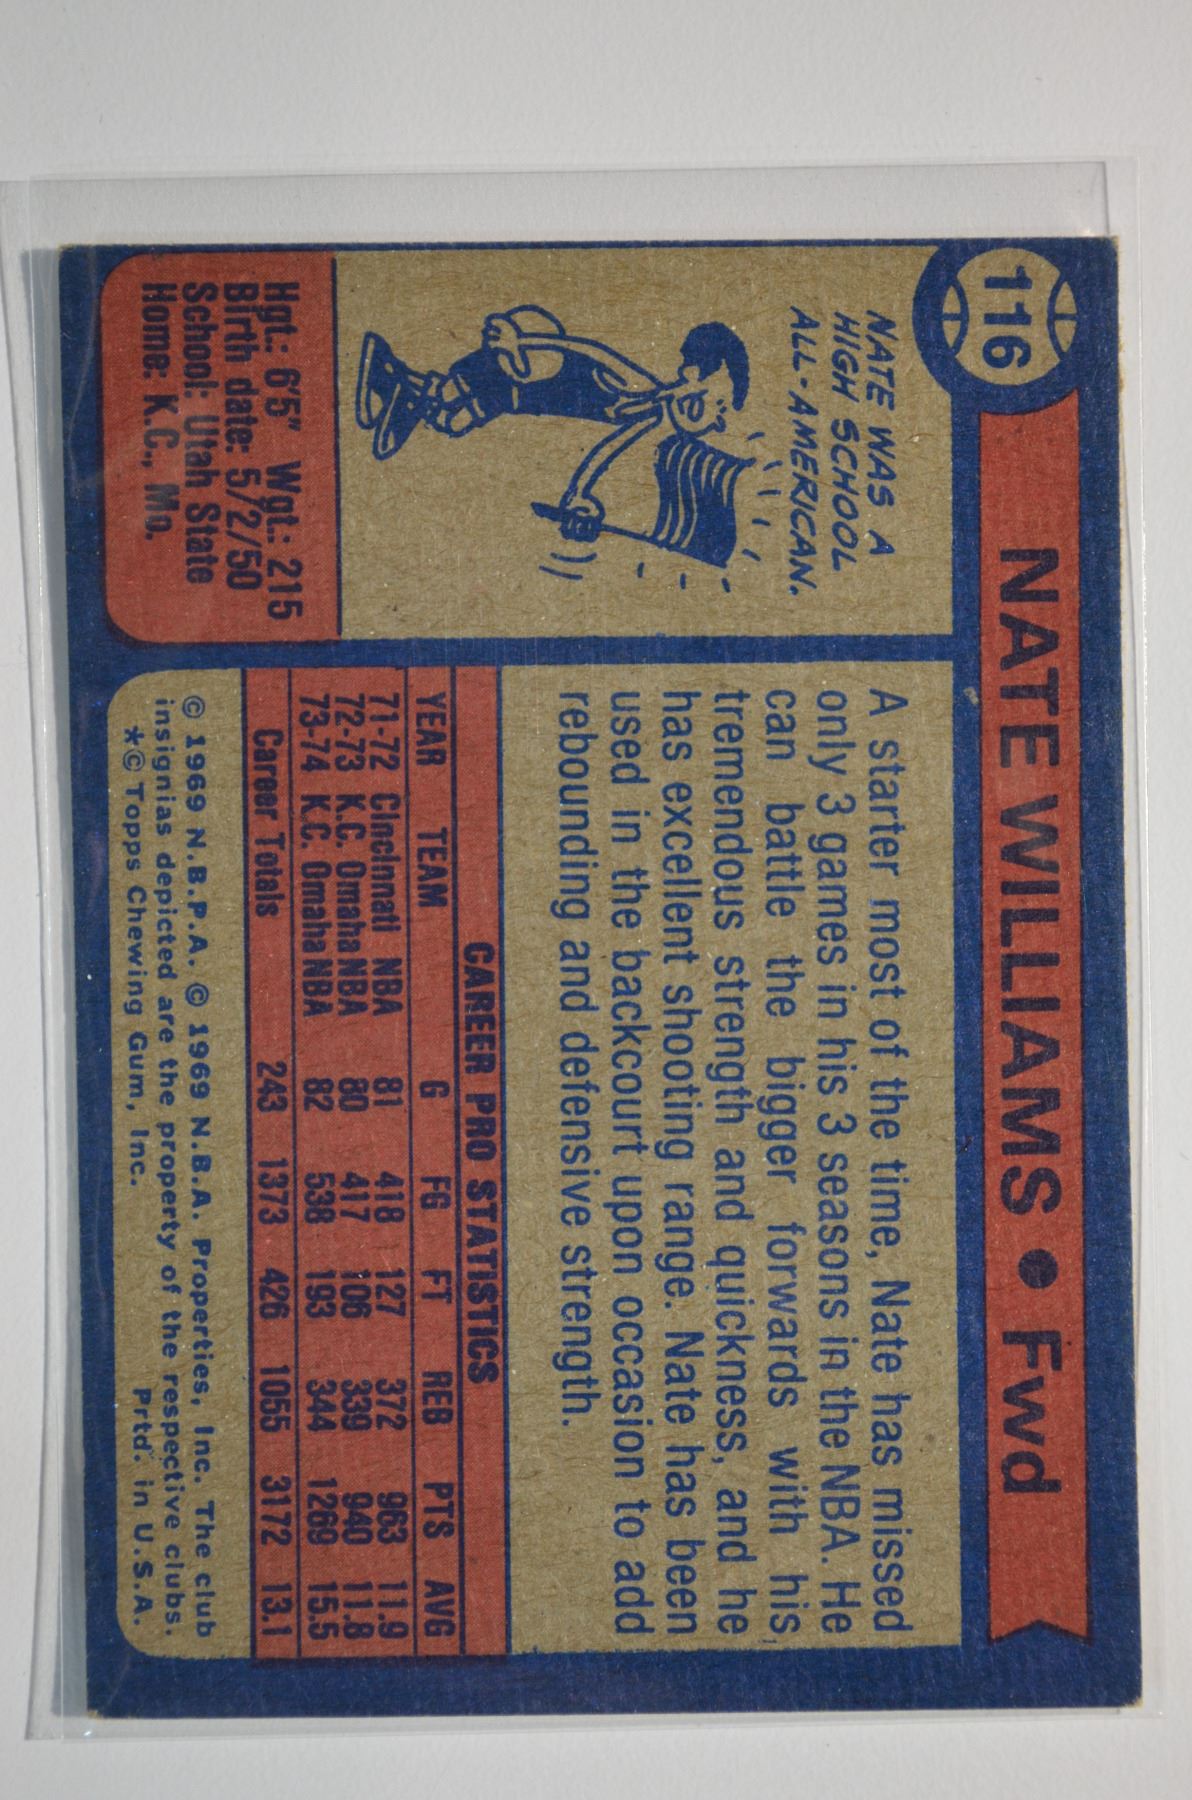 116
NATE WILLIAMS ● Fwd
NATE WAS A
HIGH SCHOOL
ALL-AMERICAN.
Hgt.: 6'5" Wgt.: 215
Birth date: 5/2/50
School: Utah State
Home: K.C., Mo.
A starter most of the time, Nate has missed
only 3 games in his 3 seasons in the NBA. He
can battle the bigger forwards with his
tremendous strength and quickness, and he
has excellent shooting range. Nate has been
used in the backcourt upon occasion to add
rebounding and defensive strength.
CAREER PRO STATISTICS
YEAR TEAM G FG FT REB PTS AVG
71-72 Cincinnati NBA 81 418 127 372 963 11.9
72-73 K.C. Omaha NBA 80 417 106 339 940 11.8
73-74 K.C. Omaha NBA 82 538 193 344 1269 15.5
Career Totals 243 1373 426 1055 3172 13.1
© 1969 N.B.P.A. © 1969 N.B.A. Properties, Inc. The club
insignias depicted are the property of the respective clubs.
*© Topps Chewing Gum, Inc. Prtd. in U.S.A.